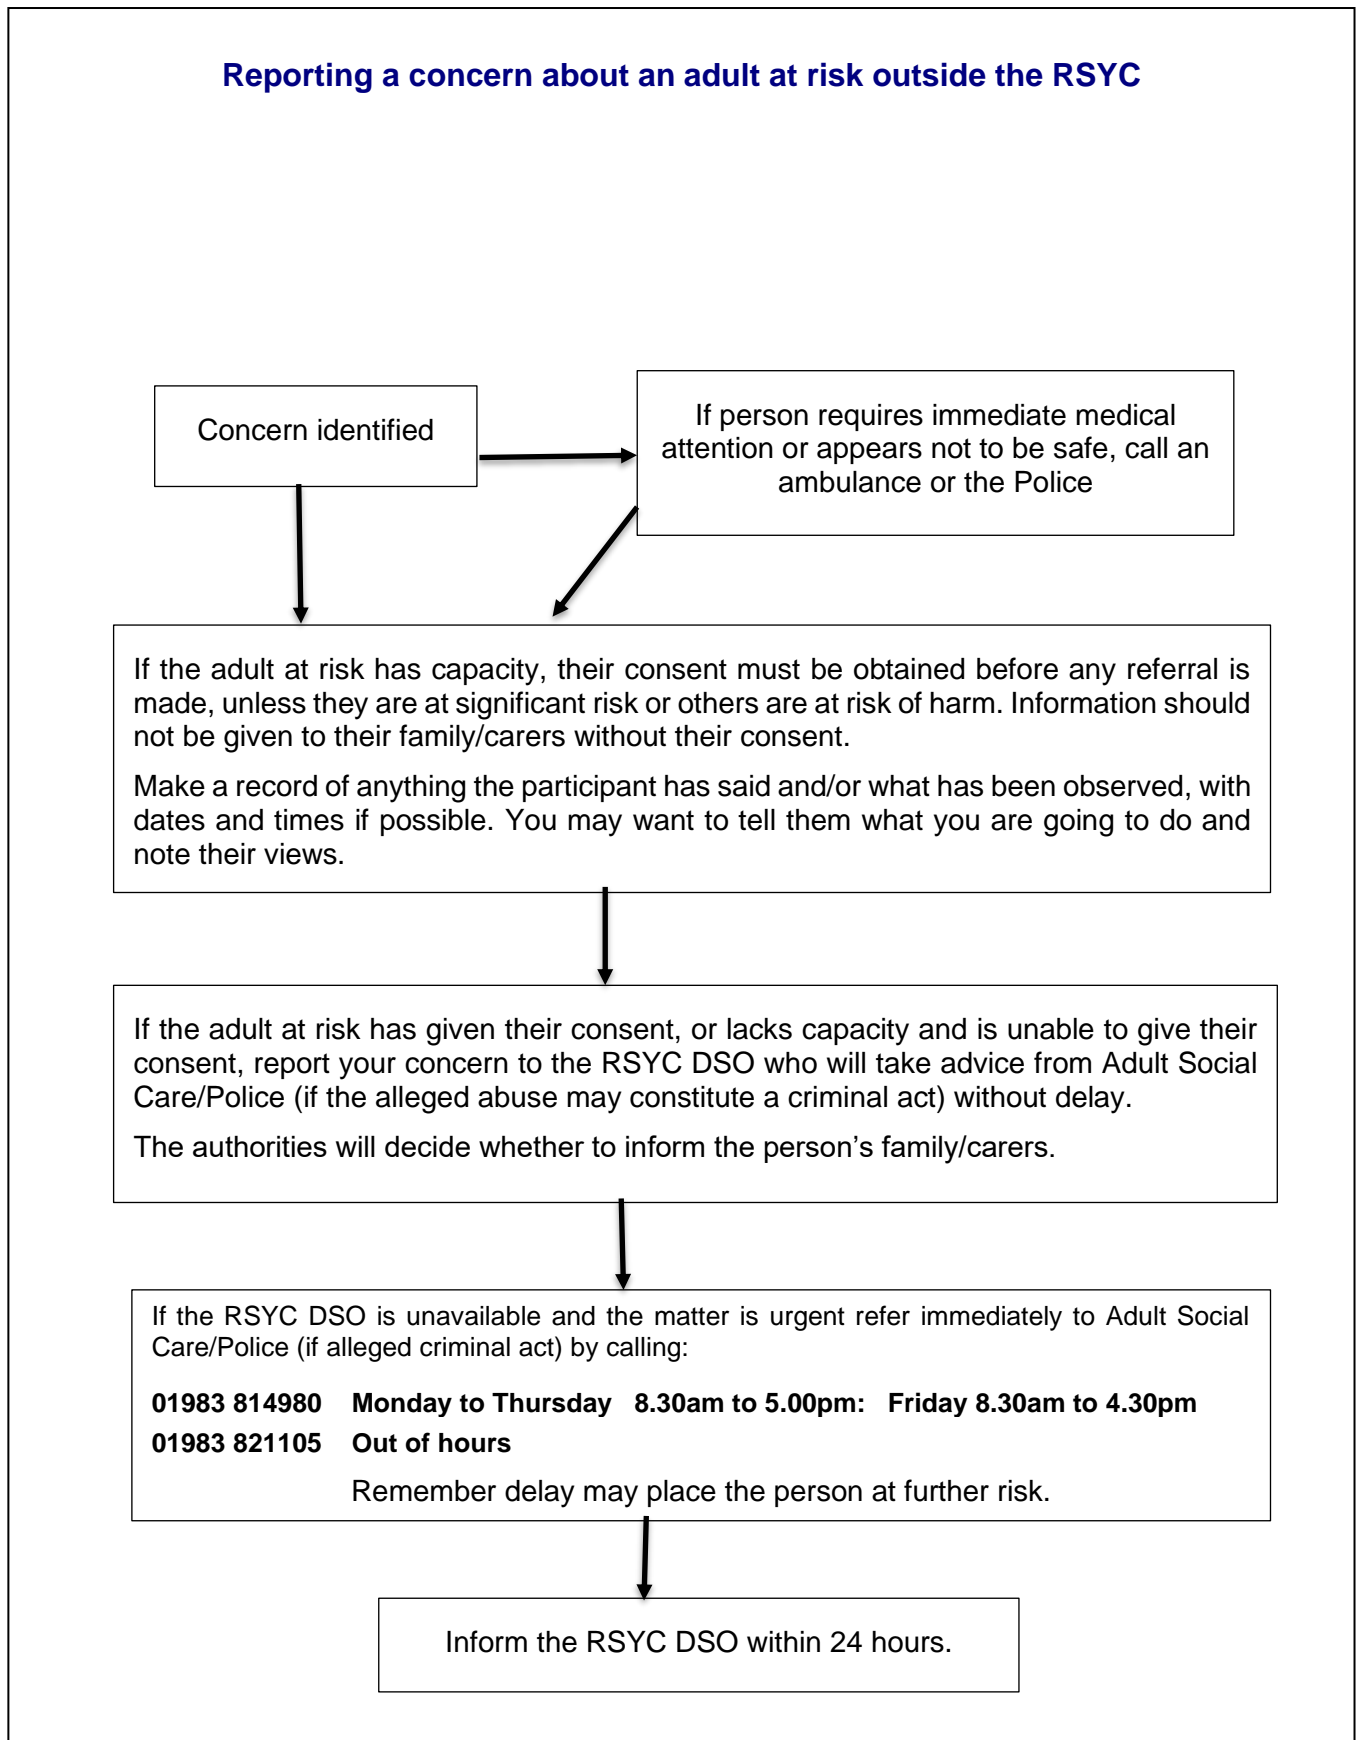 Reporting a concern about an adult at risk outside the RSYC
Concern identified
If person requires immediate medical
attention or appears not to be safe, call an
ambulance or the Police
If the adult at risk has capacity, their consent must be obtained before any referral is
made, unless they are at significant risk or others are at risk of harm. Information should
not be given to their family/carers without their consent.
Make a record of anything the participant has said and/or what has been observed, with
dates and times if possible. You may want to tell them what you are going to do and
note their views.
If the adult at risk has given their consent, or lacks capacity and is unable to give their
consent, report your concern to the RSYC DSO who will take advice from Adult Social
Care/Police (if the alleged abuse may constitute a criminal act) without delay.
The authorities will decide whether to inform the person’s family/carers.
If the RSYC DSO is unavailable and the matter is urgent refer immediately to Adult Social
Care/Police (if alleged criminal act) by calling:
01983 814980 Monday to Thursday 8.30am to 5.00pm: Friday 8.30am to 4.30pm
01983 821105 Out of hours
Remember delay may place the person at further risk.
Inform the RSYC DSO within 24 hours.